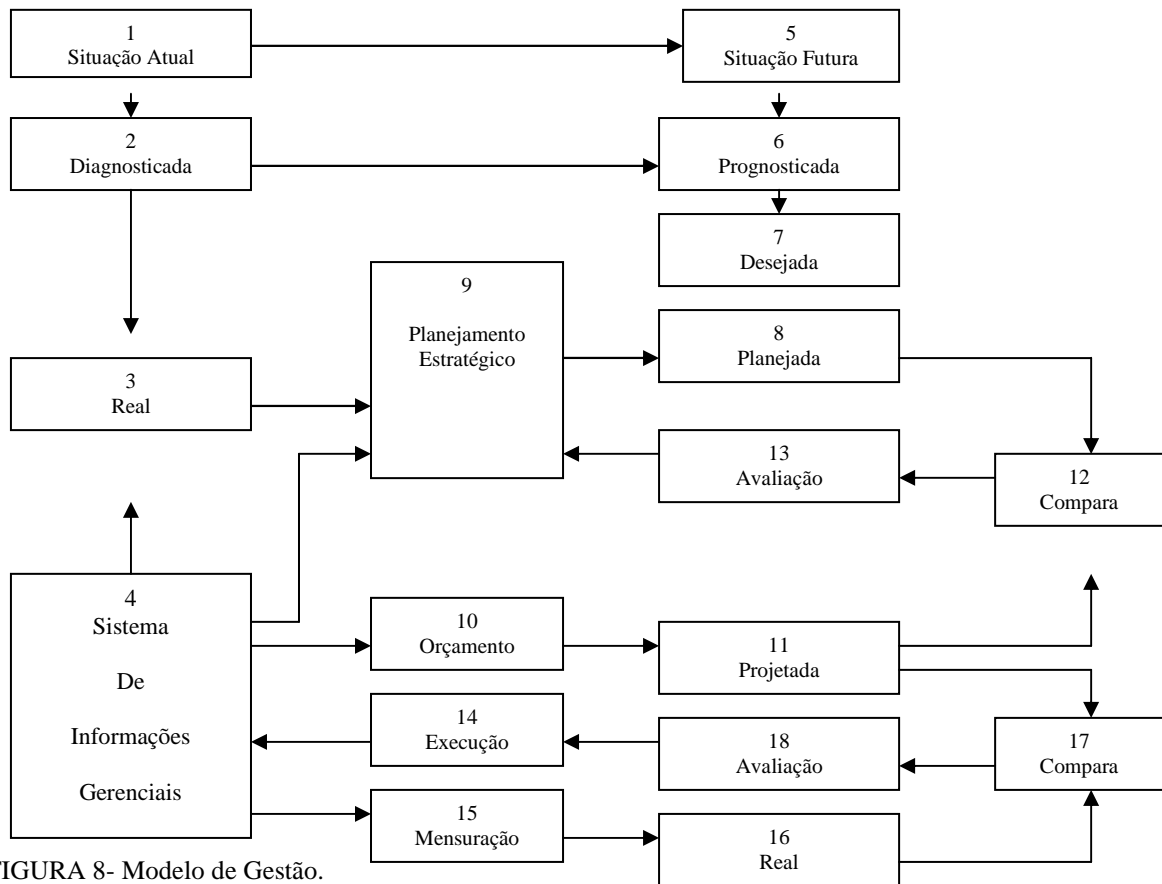 1
Situação Atual
5
Situação Futura
2
Diagnosticada
6
Prognosticada
7
Desejada
9
Planejamento
Estratégico
8
Planejada
3
Real
13
Avaliação
12
Compara
4
Sistema
De
Informações
Gerenciais
10
Orçamento
11
Projetada
14
Execução
18
Avaliação
17
Compara
15
Mensuração
16
Real
IGURA 8- Modelo de Gestão.